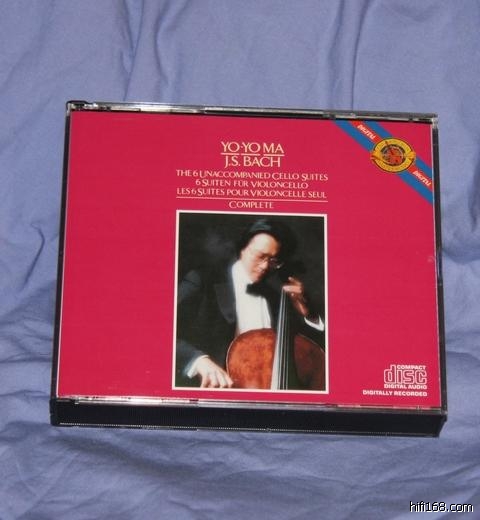 YO-YO MA
J.S. BACH
THE 6 UNACCOMPANIED CELLO SUITES
6 SUITEN FÜR VIOLONCELLO
LES 6 SUITES POUR VIOLONCELLE SEUL
COMPLETE
DIGITAL
DIGITAL
COMPACT
disc
DIGITAL AUDIO
DIGITALLY RECORDED
hifi168.com